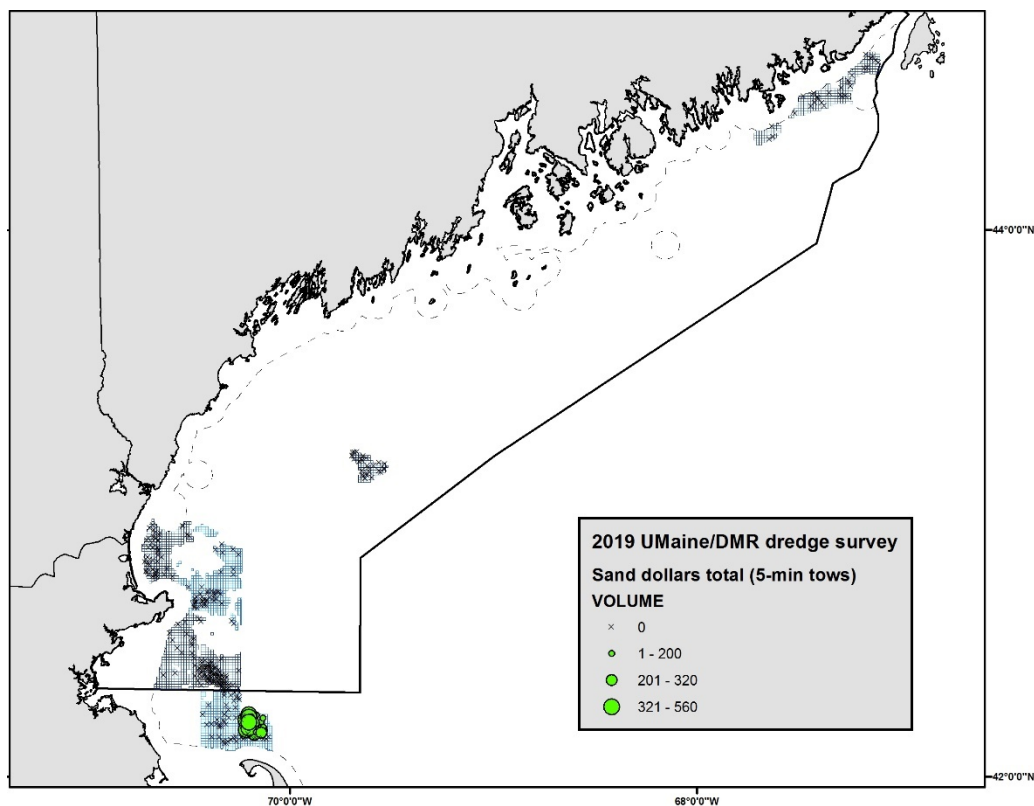 44°0'0"N
2019 UMaine/DMR dredge survey
Sand dollars total (5-min tows)
VOLUME
0
1 - 200
201 - 320
321 - 560
42°0'0"N
70°0'0"W
68°0'0"W